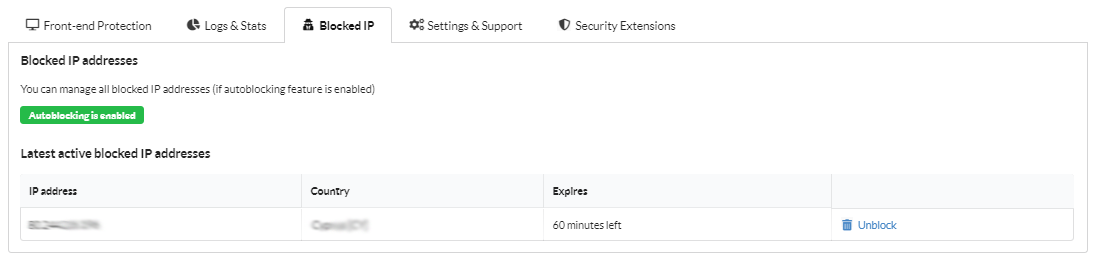 Front-end Protection Logs & Stats Blocked IP Settings & Support Security Extensions
Blocked IP addresses
You can manage all blocked IP addresses (if autoblocking feature is enabled)
Autoblocking is enabled
Latest active blocked IP addresses
IP address Country Expires
60 minutes left Unblock